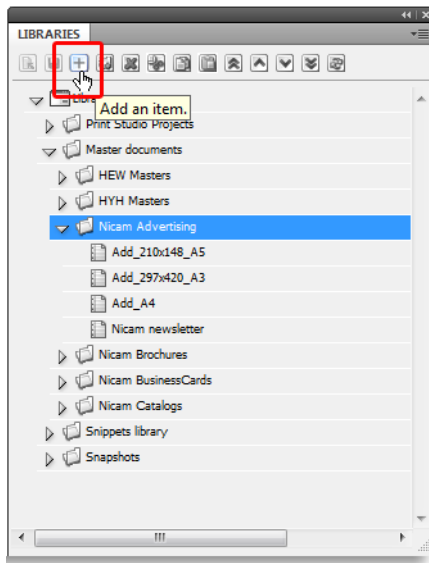 LIBRARIES
Add an item.
Print Studio Projects
Master documents
HEW Masters
HYH Masters
Nicam Advertising
Add_210x148_A5
Add_297x420_A3
Add_A4
Nicam newsletter
Nicam Brochures
Nicam BusinessCards
Nicam Catalogs
Snippets library
Snapshots